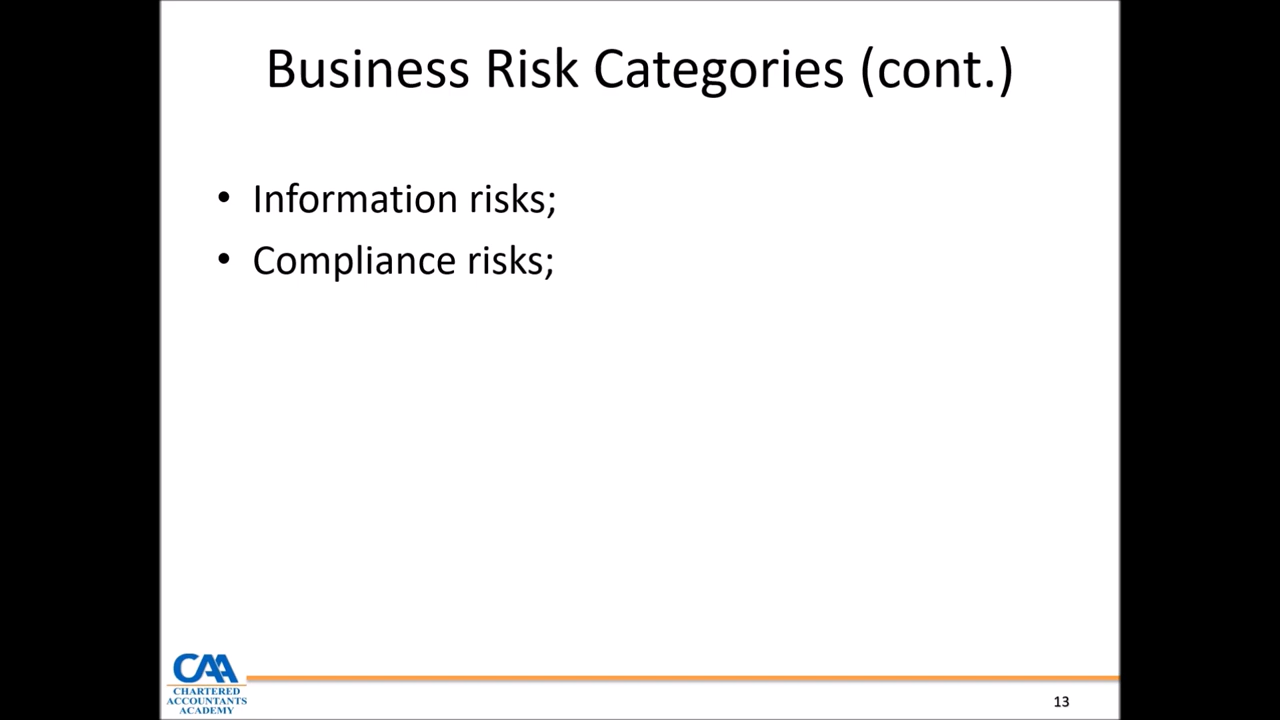 Business Risk Categories (cont.)
• Information risks;
• Compliance risks;
CAA
CHARTERED
ACCOUNTANTS
ACADEMY
13